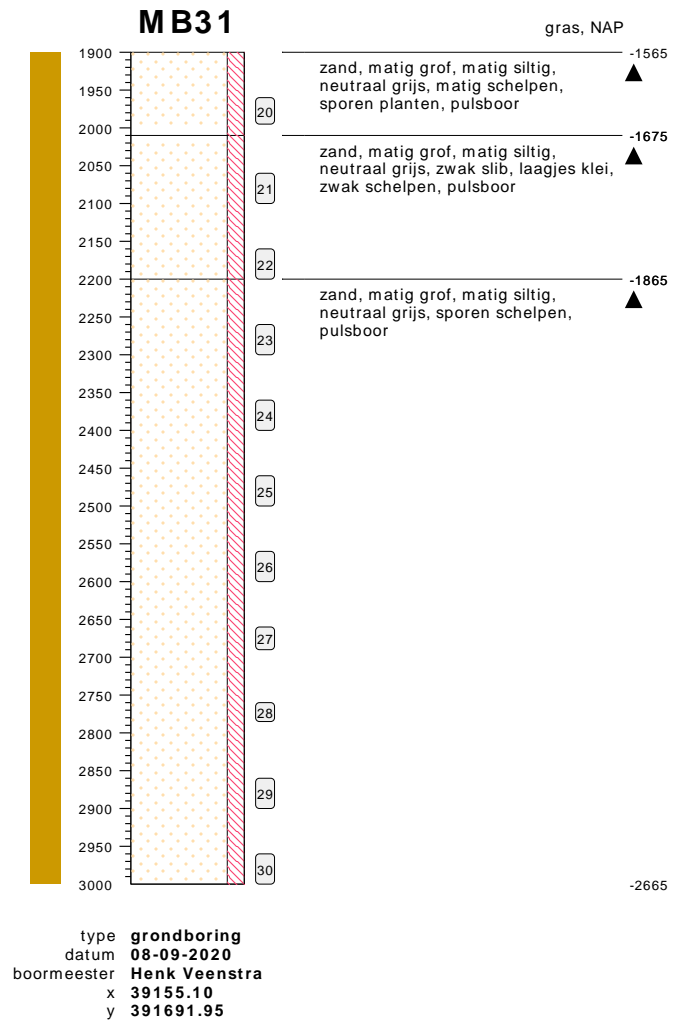 MB31
gras, NAP
1900
-1565
zand, matig grof, matig siltig,
neutraal grijs, matig schelpen,
sporen planten, pulsboor
1950
20
2000
-1675
zand, matig grof, matig siltig,
neutraal grijs, zwak slib, laagjes klei,
zwak schelpen, pulsboor
2050
21
2100
2150
22
2200
-1865
zand, matig grof, matig siltig,
neutraal grijs, sporen schelpen,
pulsboor
2250
23
2300
2350
24
2400
2450
25
2500
2550
26
2600
2650
27
2700
2750
28
2800
2850
29
2900
2950
30
3000
-2665
type grondboring
datum 08-09-2020
boormeester Henk Veenstra
x 39155.10
y 391691.95